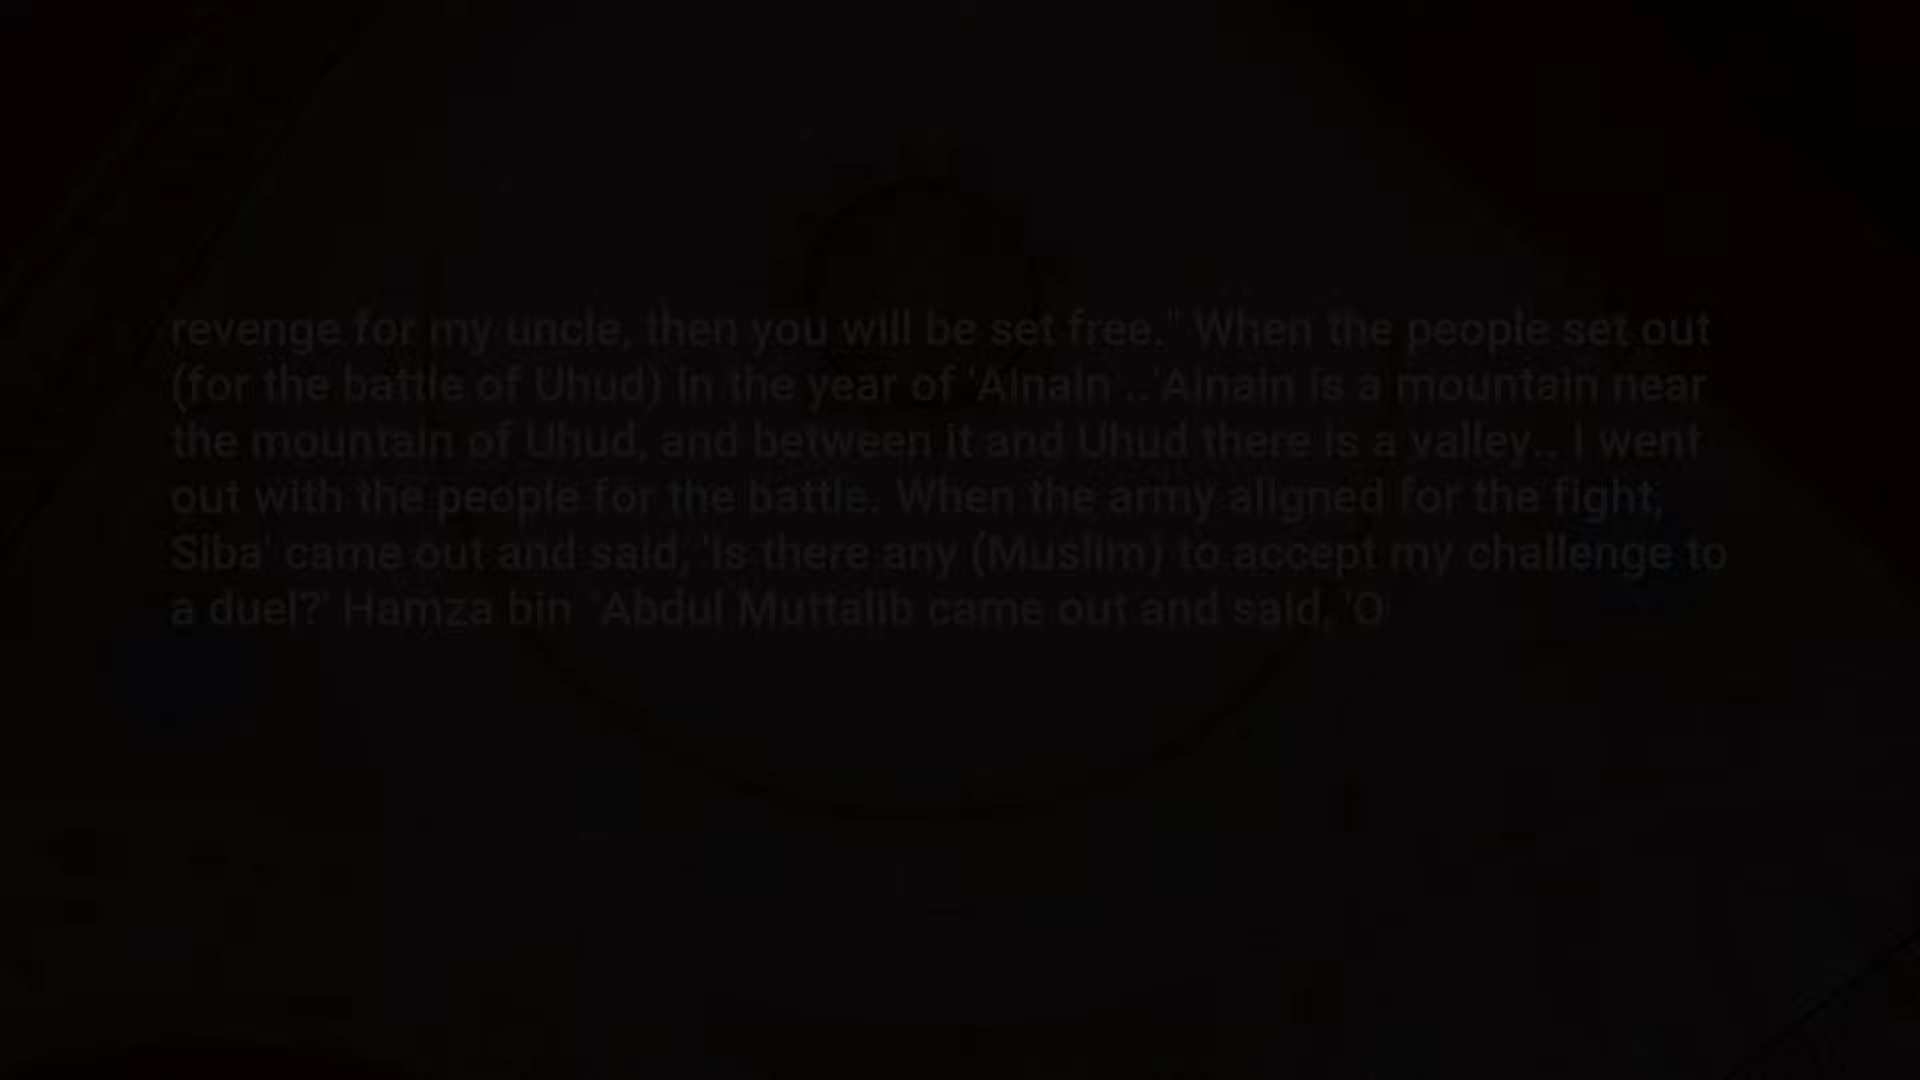 revenge for my uncle, then you will be set free." When the people set out
(for the battle of Uhud) in the year of 'Ainain ..'Ainain is a mountain near
the mountain of Uhud, and between it and Uhud there is a valley.. I went
out with the people for the battle. When the army aligned for the fight,
Siba' came out and said, 'Is there any (Muslim) to accept my challenge to
a duel?' Hamza bin `Abdul Muttalib came out and said, 'O